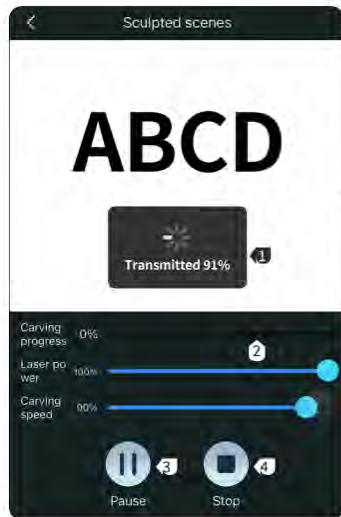 Sculpted scenes
ABCD
Transmitted 91%
1
Carving
progress 0%
2
Laser po
wer 100%
Carving
speed 90%
3
4
Pause
Stop